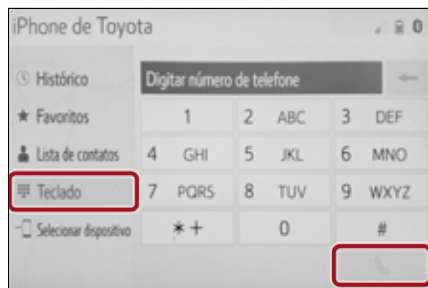 iPhone de Toyota 0
Histórico
Favoritos
Lista de contatos
Teclado
Selecionar dispositivo
Digitar número de telefone
1 2 ABC 3 DEF
4 GHI 5 JKL 6 MNO
7 PQRS 8 TUV 9 WXYZ
*+ 0 #